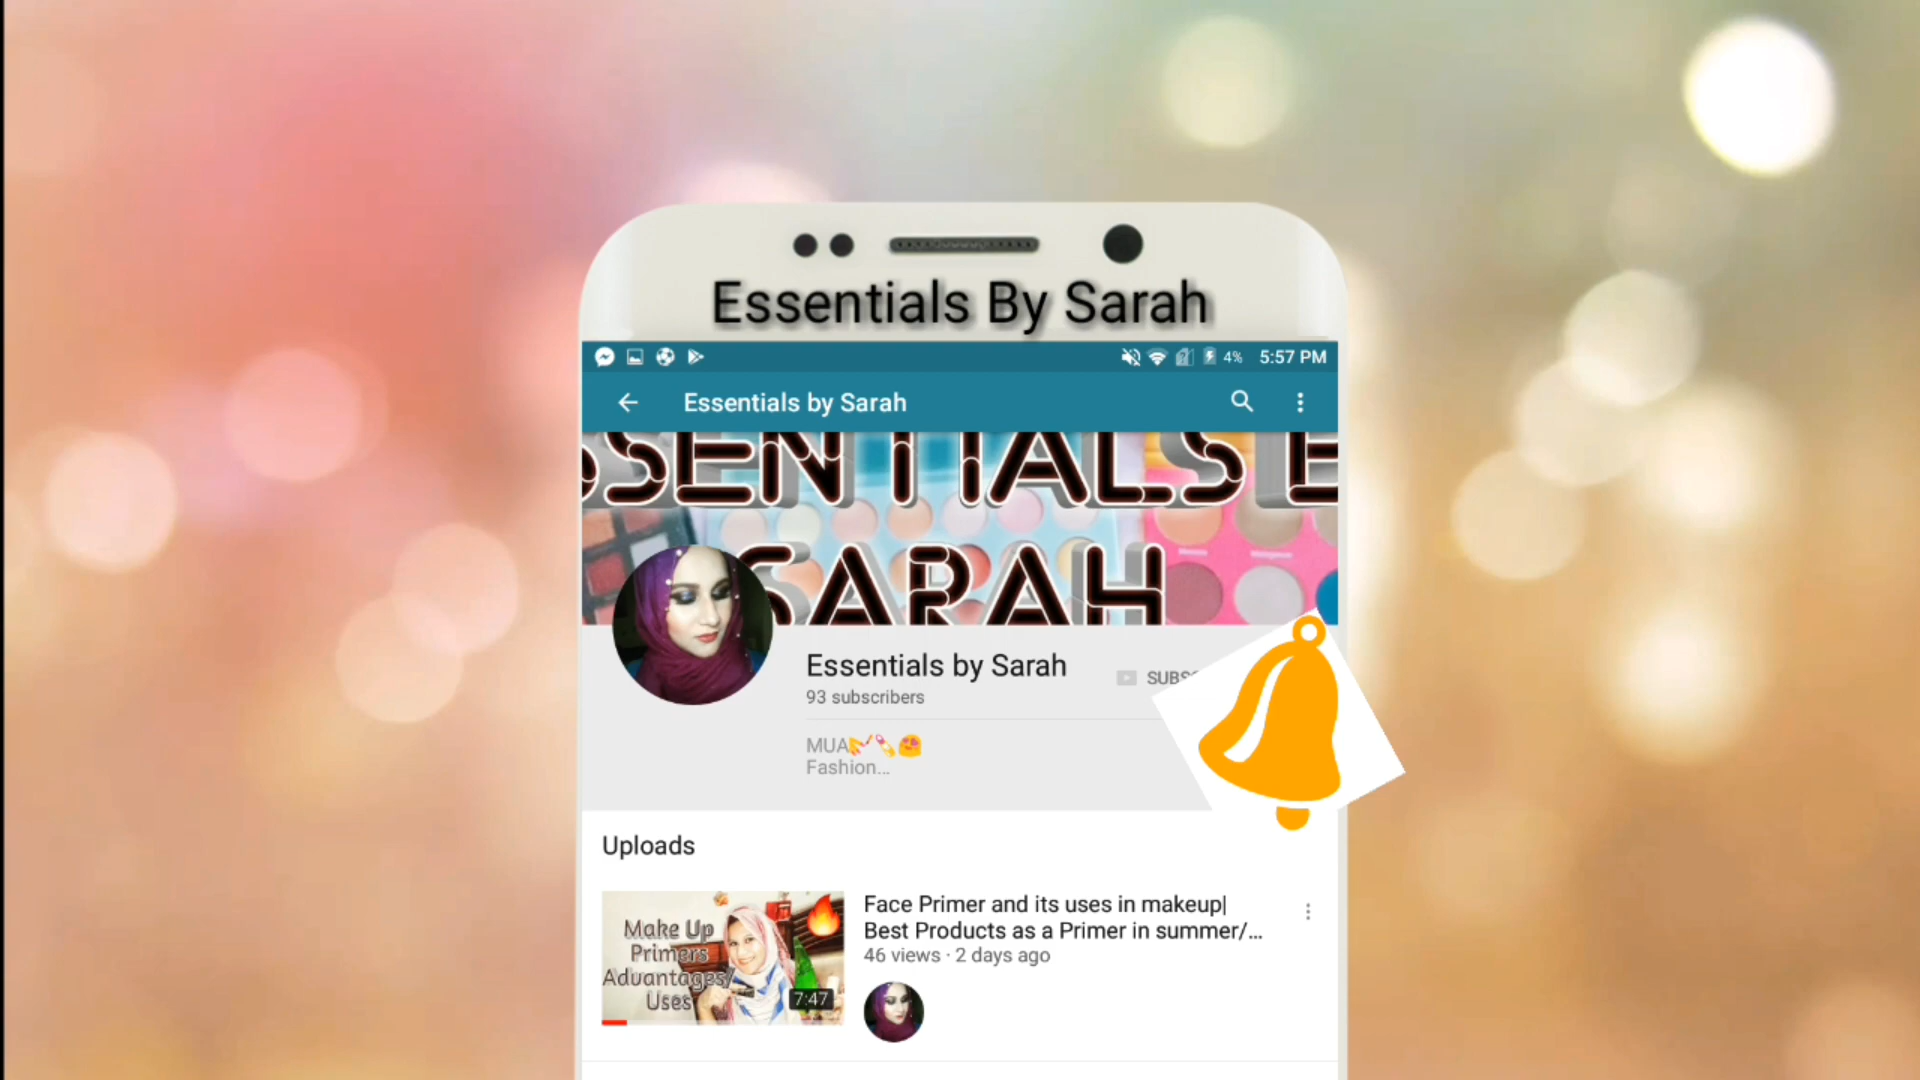 Essentials By Sarah
4% 5:57 PM
Essentials by Sarah
SSENTIALS B
SARAH
Essentials by Sarah
SUBS
93 subscribers
MUA💅💄😍
Fashion...
Uploads
Make Up
Primers
Advantages/
Uses
7:47
Face Primer and its uses in makeup|
Best Products as a Primer in summer/...
46 views · 2 days ago